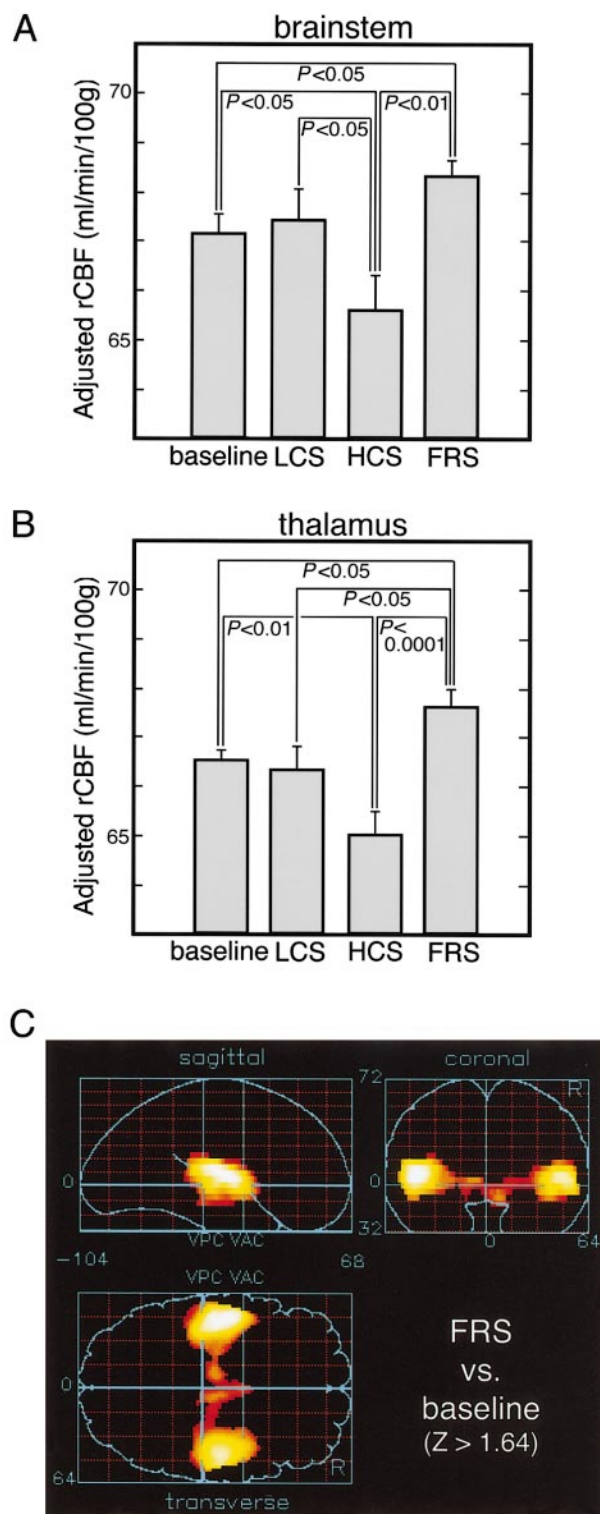 A
brainstem
Adjusted rCBF (ml/min/100g)
70
65
P<0.05
P<0.05
P<0.01
P<0.05
baseline LCS HCS FRS
B
thalamus
Adjusted rCBF (ml/min/100g)
70
65
P<0.05
P<0.05
P<0.01
P<
0.0001
baseline LCS HCS FRS
C
sagittal
coronal
72
R
0
0
32
VPC VAC
0
64
-104
68
VPC VAC
0
64
R
transverse
FRS
vs.
baseline
(Z > 1.64)